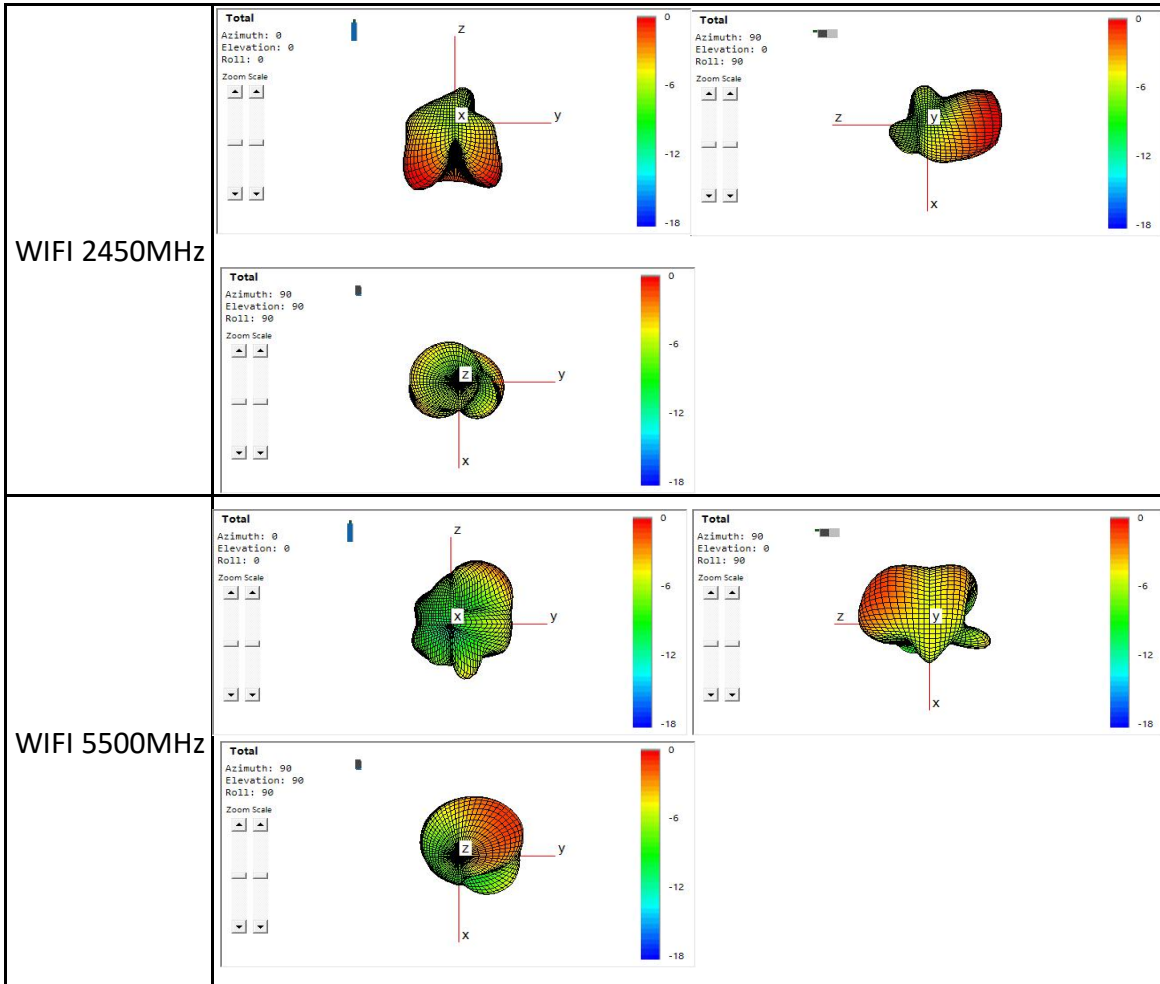 WIFI 2450MHz
Total
Azimuth: 0
Elevation: 0
Roll: 0
Zoom Scale
z
x
y
0
-6
-12
-18
Total
Azimuth: 90
Elevation: 0
Roll: 90
Zoom Scale
z
y
x
0
-6
-12
-18
Total
Azimuth: 90
Elevation: 90
Roll: 90
Zoom Scale
z
y
x
0
-6
-12
-18
WIFI 5500MHz
Total
Azimuth: 0
Elevation: 0
Roll: 0
Zoom Scale
z
x
y
0
-6
-12
-18
Total
Azimuth: 90
Elevation: 0
Roll: 90
Zoom Scale
z
y
x
0
-6
-12
-18
Total
Azimuth: 90
Elevation: 90
Roll: 90
Zoom Scale
z
y
x
0
-6
-12
-18